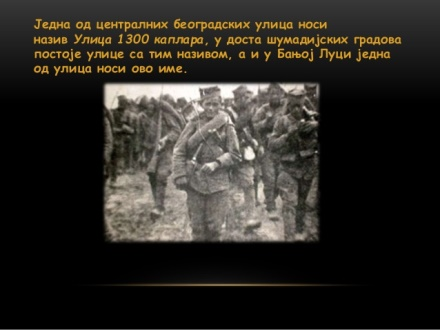 Једна од централних београдских улица носи
назив Улица 1300 каплара, у доста шумадијских градова
постоје улице са тим називом, а и у Бањој Луци једна
од улица носи ово име.